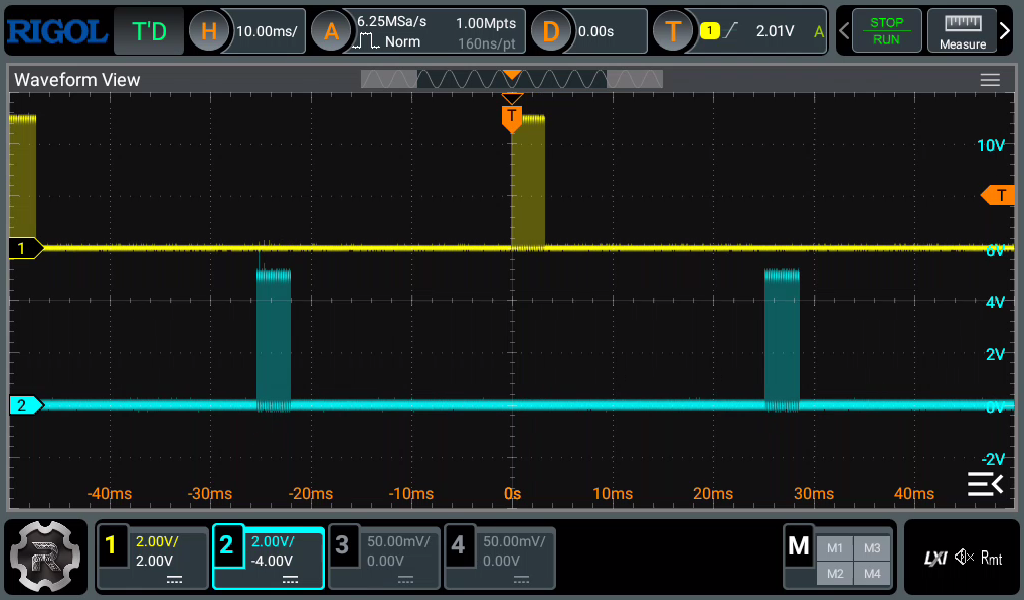 RIGOL T'D H 10.00ms/ A 6.25MSa/s 1.00Mpts D 0.00s T 1 2.01V A STOP
Norm 160ns/pt RUN Measure
Waveform View
T
10V
T
1
6V
4V
2V
2 0V
-2V
-40ms -30ms -20ms -10ms 0s 10ms 20ms 30ms 40ms
1 2.00V/ 2 2.00V/ 3 50.00mV/ 4 50.00mV/ M M1 M3
2.00V -4.00V 0.00V 0.00V M2 M4
R LXI Rmt